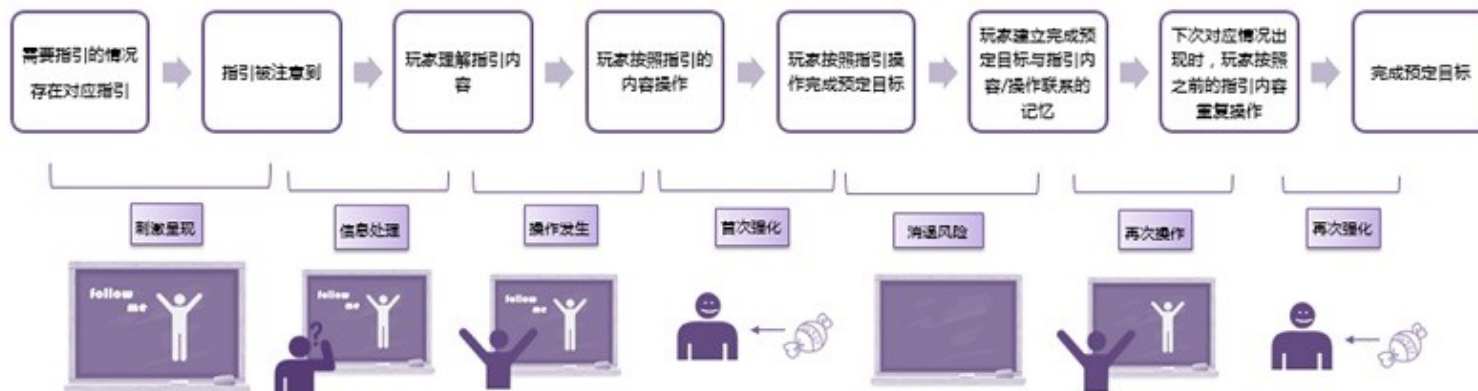 需要指引的情况
存在对应指引
指引被注意到
玩家理解指引内
容
玩家按照指引的
内容操作
玩家按照指引操
作完成预定目标
玩家建立完成预
定目标与指引内
容/操作联系的
记忆
下次对应情况出
现时，玩家按照
之前的指引内容
重复操作
完成预定目标
刺激呈现
信息处理
操作发生
首次强化
消退风险
再次操作
再次强化
follow
me
follow
me
?
follow
me